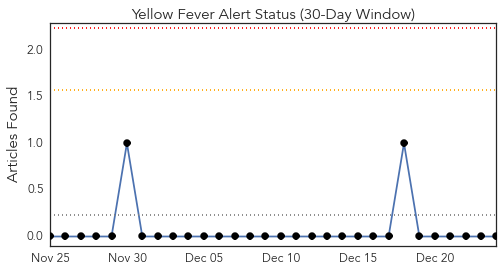 Yellow Fever Alert Status (30-Day Window)
Articles Found
2.0
1.5
1.0
0.5
0.0
Nov 25 Nov 30 Dec 05 Dec 10 Dec 15 Dec 20